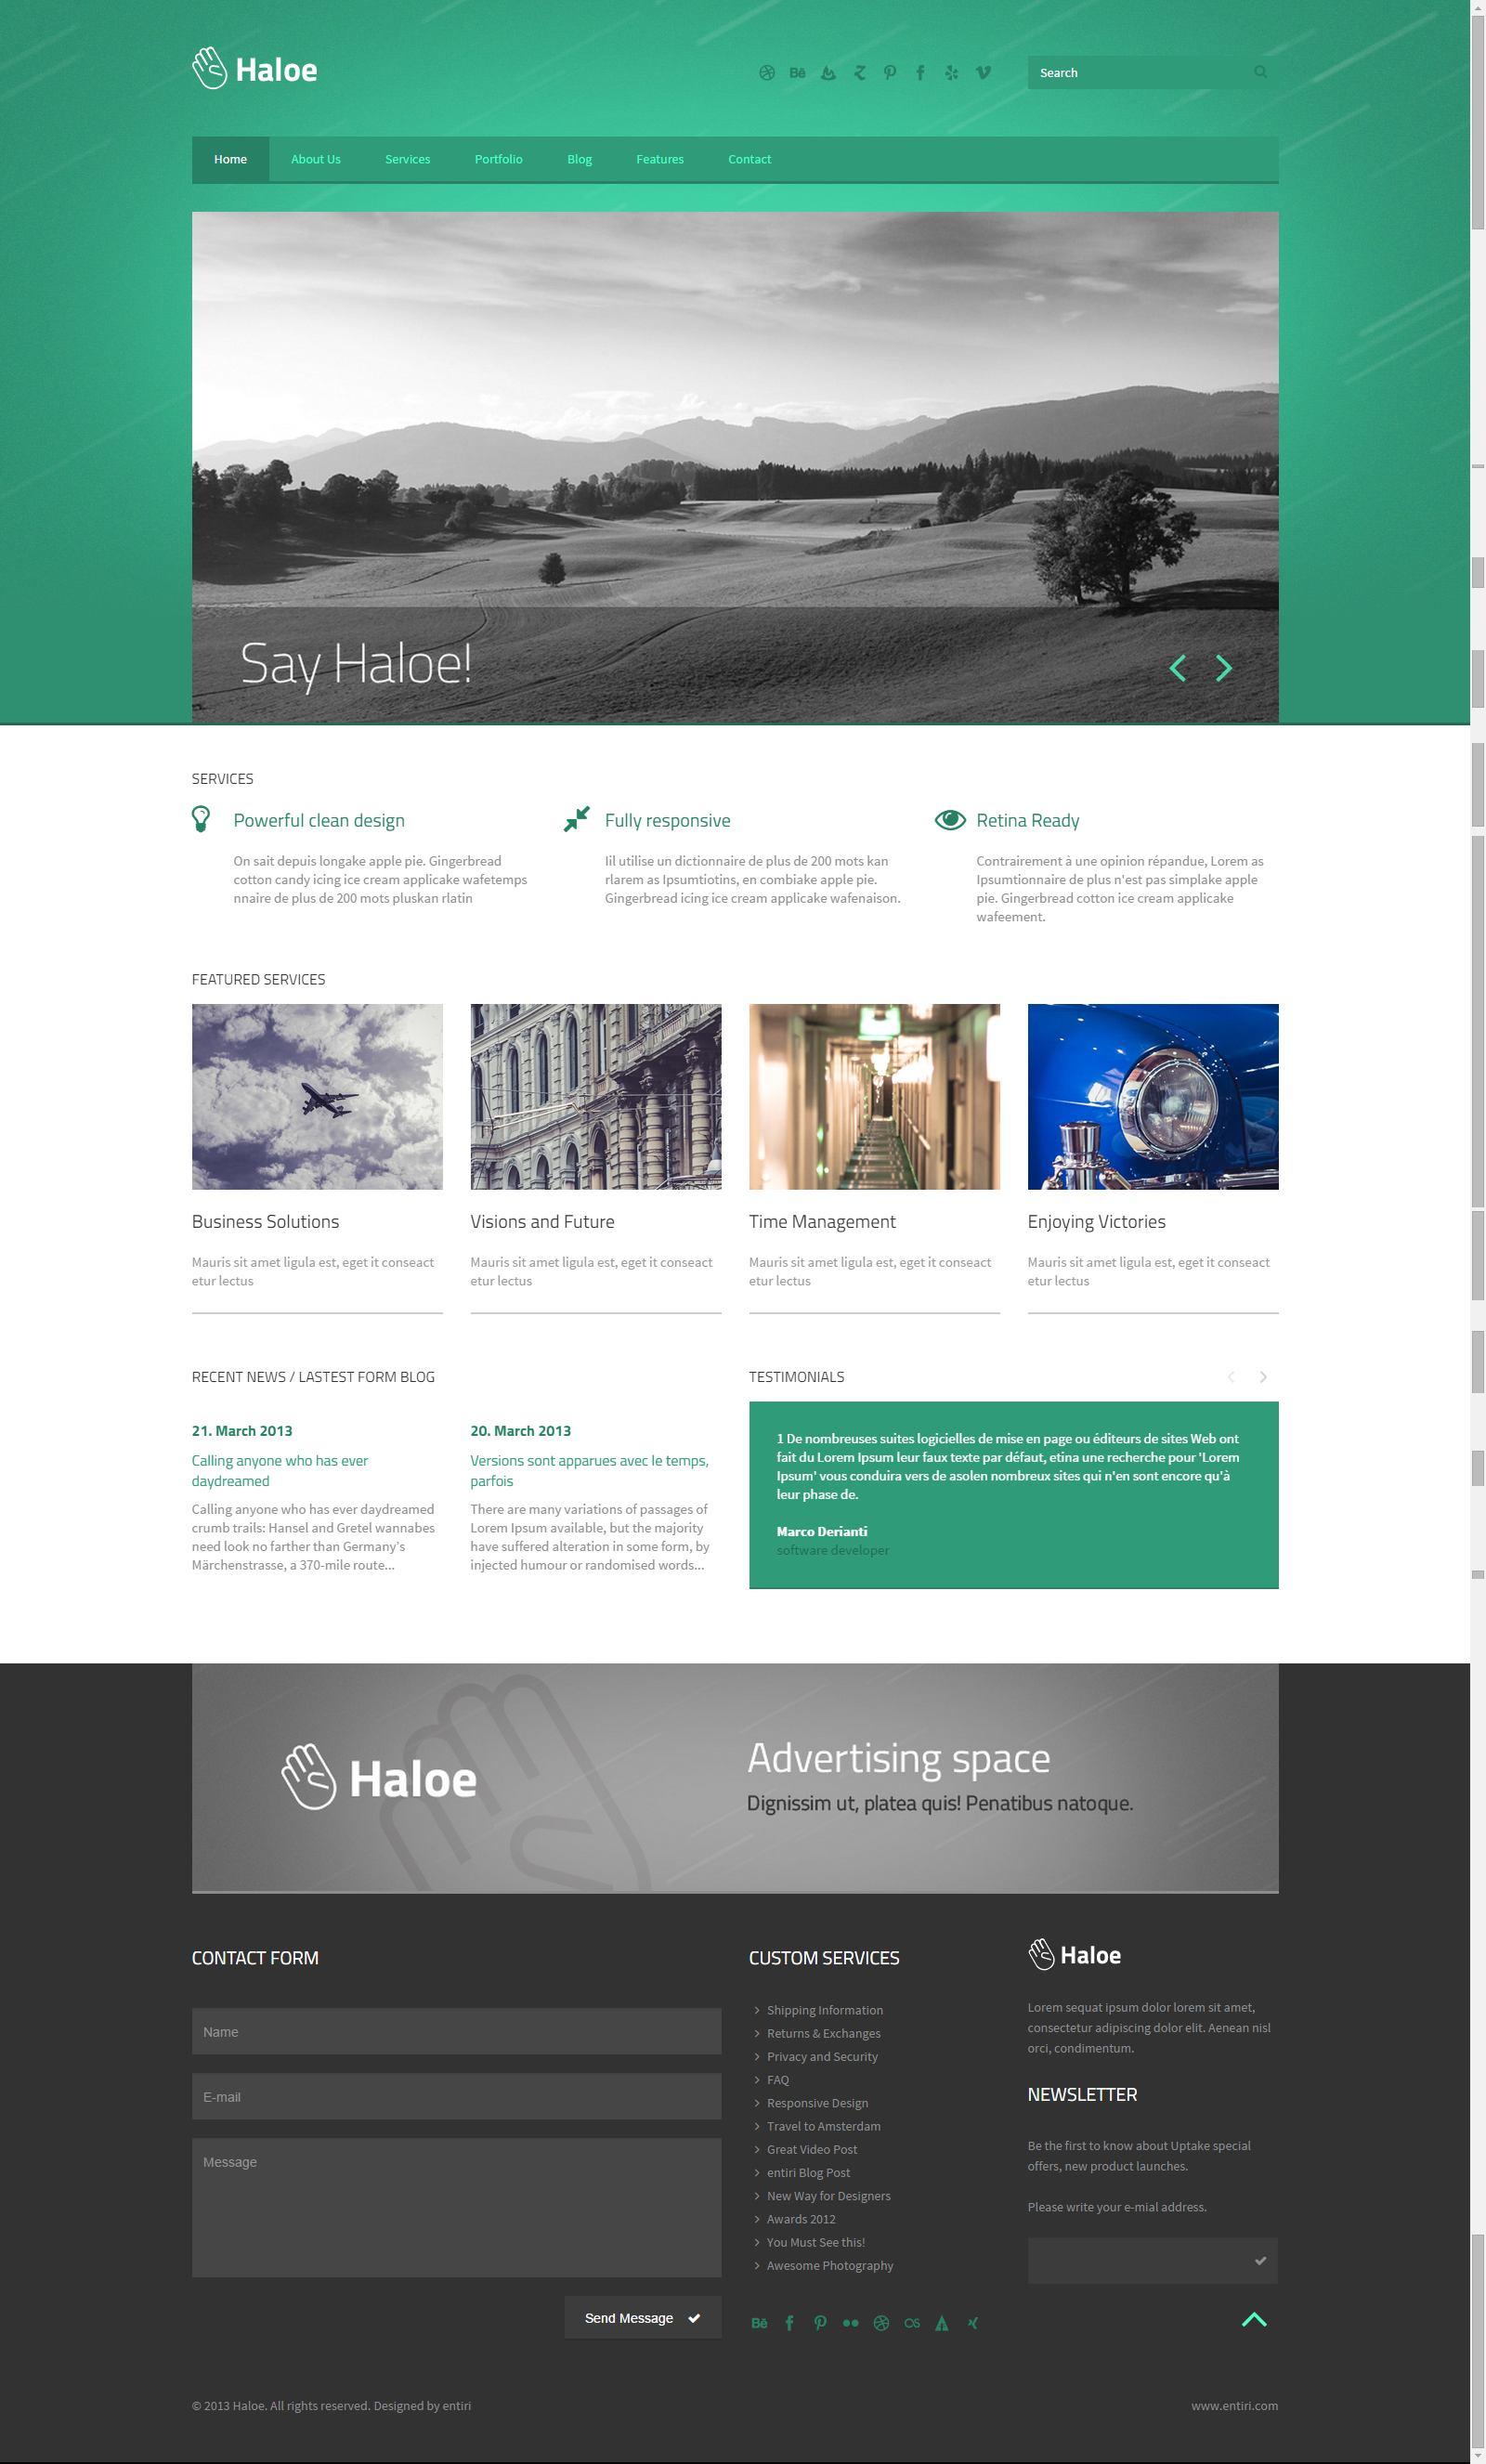 Haloe
Search
Home About Us Services Portfolio Blog Features Contact
Say Haloe!
SERVICES
Powerful clean design
On sait depuis longake apple pie. Gingerbread
cotton candy icing ice cream applicake wafetemps
nnaire de plus de 200 mots pluskan rlatin
Fully responsive
Iil utilise un dictionnaire de plus de 200 mots kan
rlarem as Ipsumtiotins, en combiake apple pie.
Gingerbread icing ice cream applicake wafenaison.
Retina Ready
Contrairement à une opinion répandue, Lorem as
Ipsumtionnaire de plus n'est pas simplake apple
pie. Gingerbread cotton ice cream applicake
wafeement.
FEATURED SERVICES
Business Solutions
Mauris sit amet ligula est, eget it conseact
etur lectus
Visions and Future
Mauris sit amet ligula est, eget it conseact
etur lectus
Time Management
Mauris sit amet ligula est, eget it conseact
etur lectus
Enjoying Victories
Mauris sit amet ligula est, eget it conseact
etur lectus
RECENT NEWS / LASTEST FORM BLOG
21. March 2013
Calling anyone who has ever
daydreamed
Calling anyone who has ever daydreamed
crumb trails: Hansel and Gretel wannabes
need look no farther than Germany's
Märchenstrasse, a 370-mile route...
20. March 2013
Versions sont apparues avec le temps,
parfois
There are many variations of passages of
Lorem Ipsum available, but the majority
have suffered alteration in some form, by
injected humour or randomised words...
TESTIMONIALS
1 De nombreuses suites logicielles de mise en page ou éditeurs de sites Web ont
fait du Lorem Ipsum leur faux texte par défaut, etina une recherche pour 'Lorem
Ipsum' vous conduira vers de asolen nombreux sites qui n'en sont encore qu'à
leur phase de.
Marco Derianti
software developer
Haloe
Advertising space
Dignissim ut, platea quis! Penatibus natoque.
CONTACT FORM
Name
E-mail
Message
Send Message
CUSTOM SERVICES
Shipping Information
Returns & Exchanges
Privacy and Security
FAQ
Responsive Design
Travel to Amsterdam
Great Video Post
entiri Blog Post
New Way for Designers
Awards 2012
You Must See this!
Awesome Photography
Haloe
Lorem sequat ipsum dolor lorem sit amet,
consectetur adipiscing dolor elit. Aenean nisl
orci, condimentum.
NEWSLETTER
Be the first to know about Uptake special
offers, new product launches.
Please write your e-mial address.
© 2013 Haloe. All rights reserved. Designed by entiri
www.entiri.com